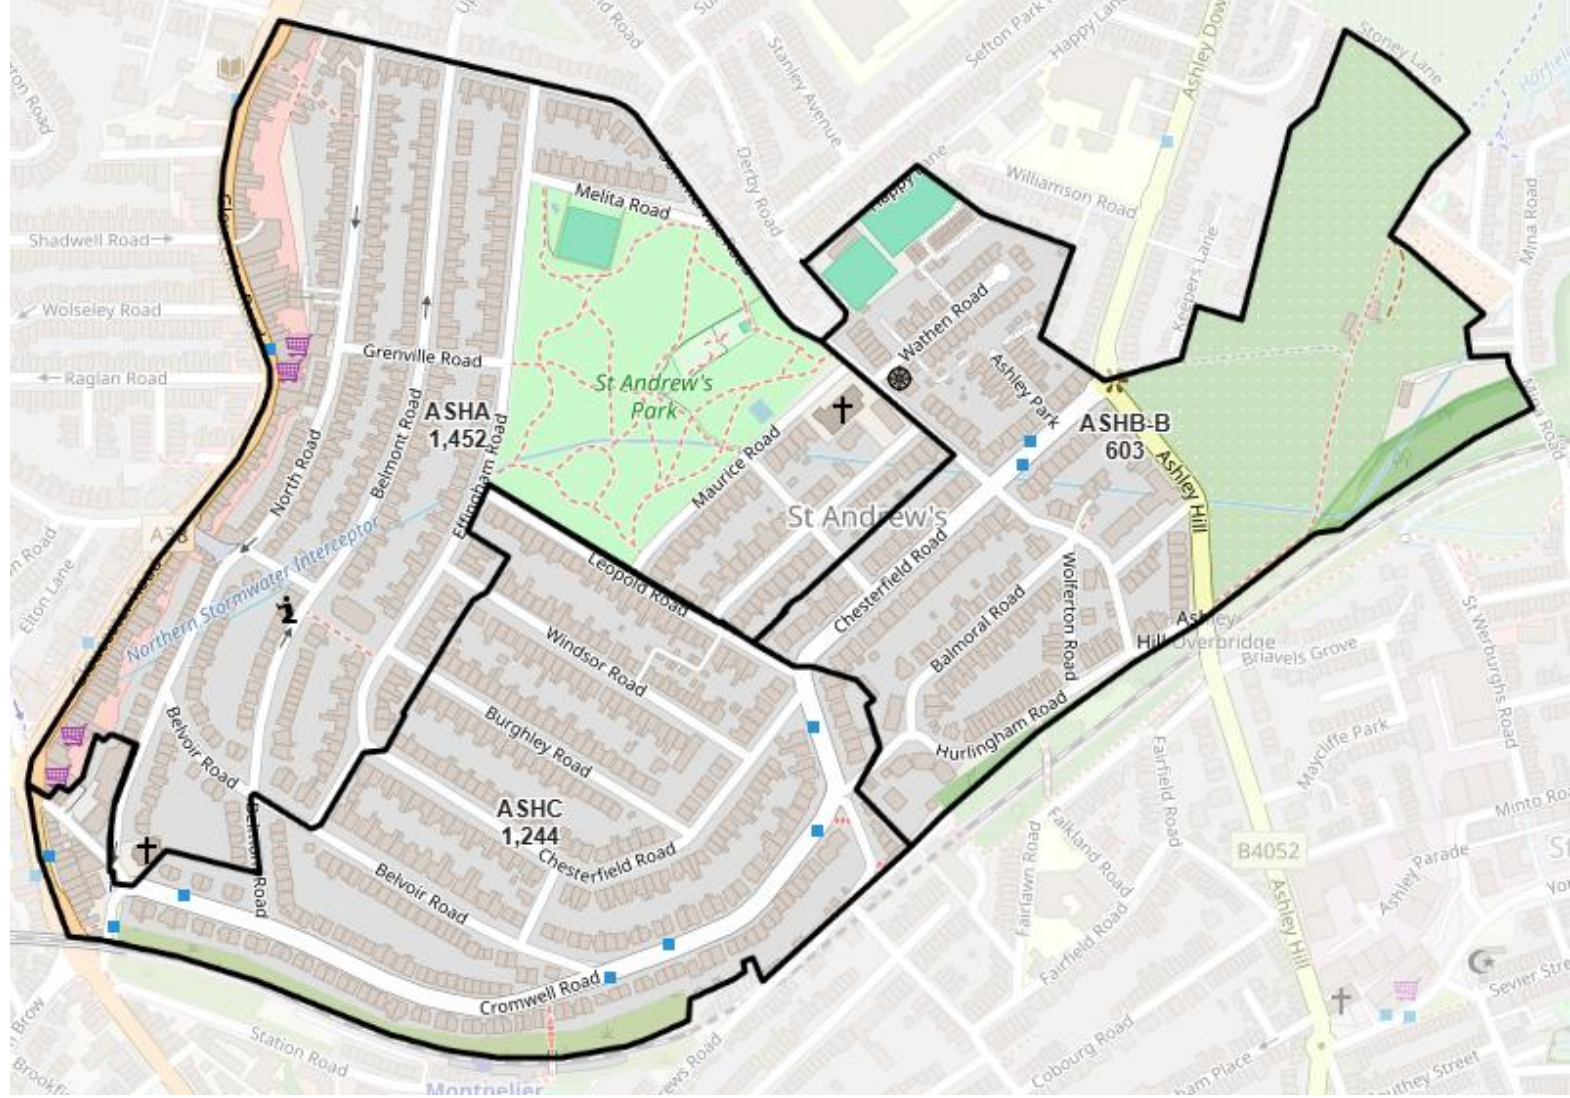 Sefton Park
Happy Lane
Stoney Lane
Ashley Dow
Stanley Avenue
Derby Road
Melita Road
Williamson Road
Shadwell Road
Keepers Lane
Mina Road
Wolseley Road
Wathen Road
Grenville Road
Raglan Road
St Andrew's
Park
Ashley Park
ASHA
1,452
ASHB-B
603
North Road
Belmont Road
Effingham Road
Maurice Road
Ashley Hill
St Andrew's
A38
Northern Stormwater Interceptor
Elton Lane
Leopold Road
Chesterfield Road
Wolferton Road
Balmoral Road
Ashley
Hill Overbridge
Briavels Grove
St Werburghs Road
Windsor Road
Belvoir Road
Burghley Road
Hurlingham Road
Fairfield Road
Maycliffe Park
Minto Roa
ASHC
1,244
Belmont Road
Chesterfield Road
Belvoir Road
Falkland Road
Fairlawn Road
B4052
Ashley Parade
Fairfield Road
Ashley Hill
Cromwell Road
Sevier Stre
Station Road
Cobourg Road
Montpelier